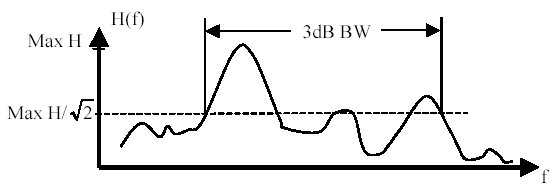 H(f)
Max H
3dB BW
Max H/√2
f